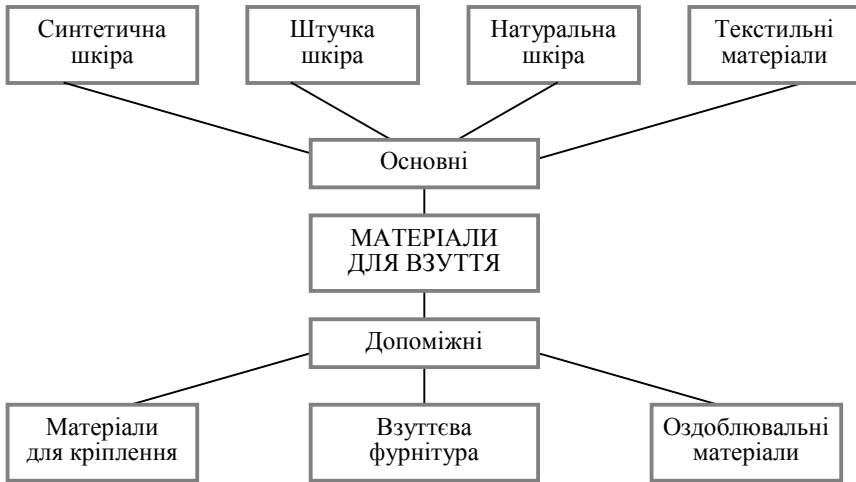 Синтетична
шкіра
Штучка
шкіра
Натуральна
шкіра
Текстильні
матеріали
Основні
МАТЕРІАЛИ
ДЛЯ ВЗУТТЯ
Допоміжні
Матеріали
для кріплення
Взуттєва
фурнітура
Оздоблювальні
матеріали